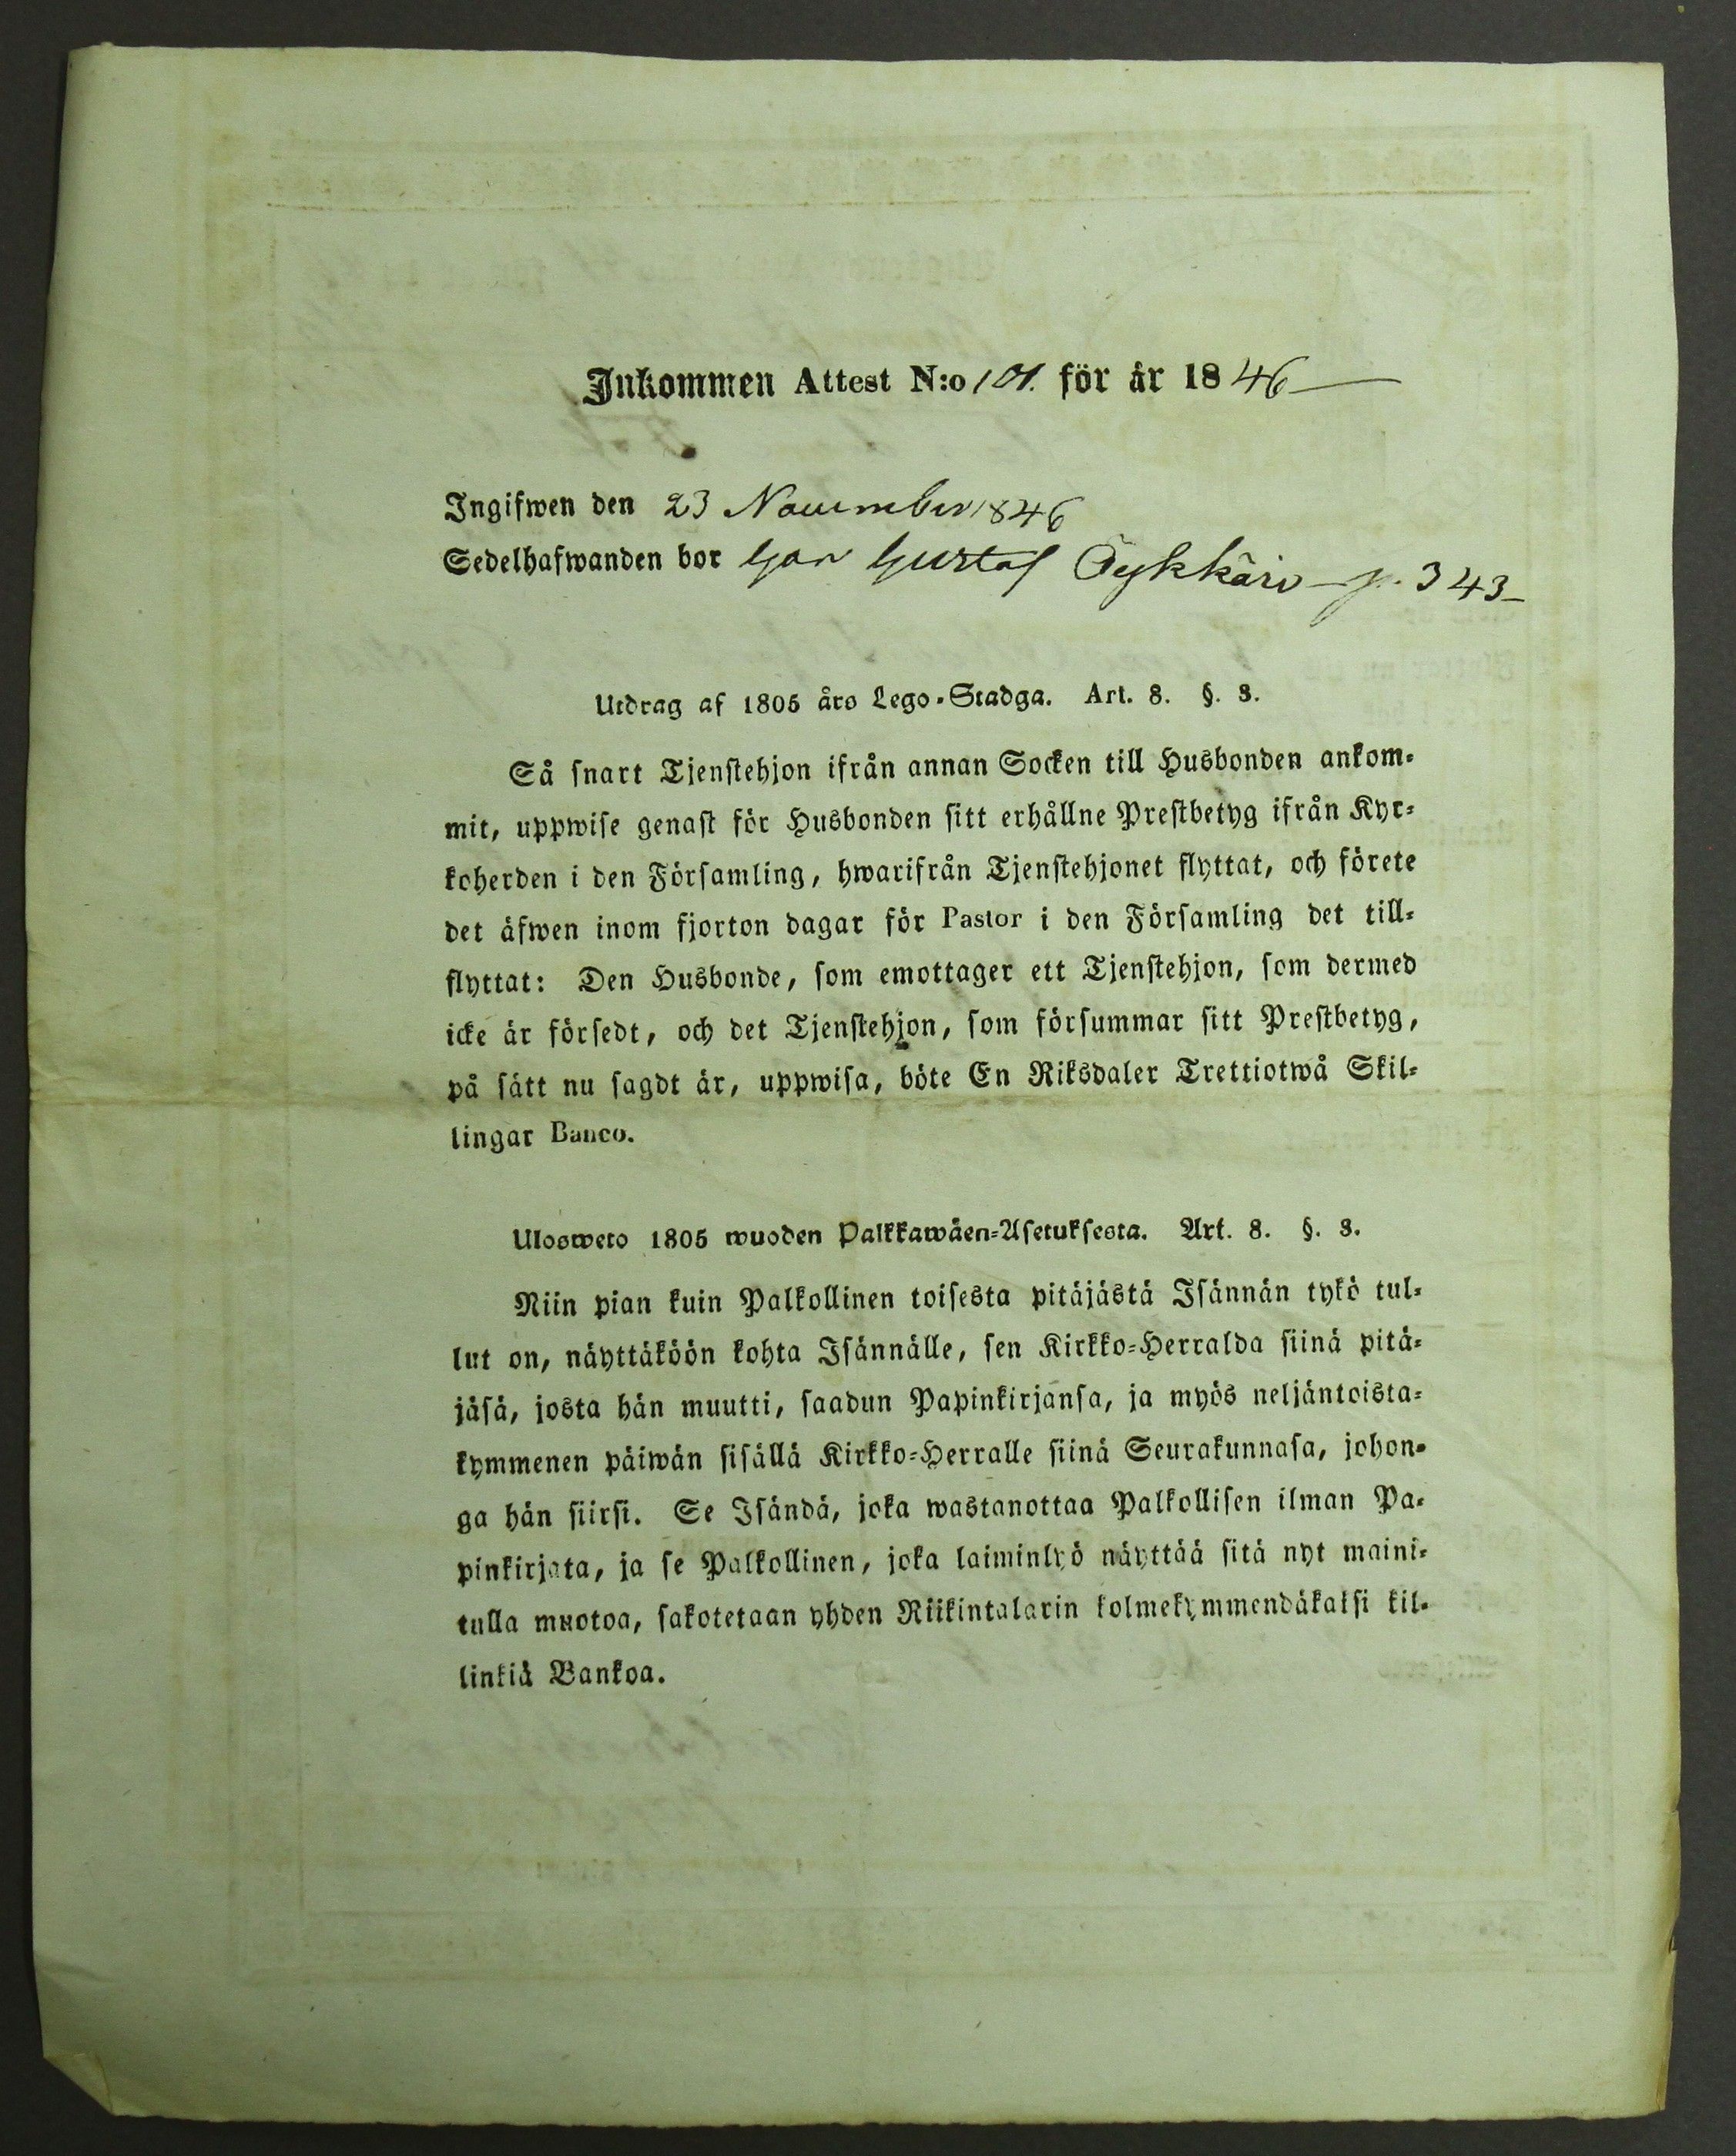 Inkommen Attest N:o 101. för år 1846
Ingifwen den 23 November 1846
Sedelhafwanden bor hos Gustaf p. 343
Utdrag af 1805 års Lego-Stadga. Art. 8. §. 3.
Så snart Tjenstehjon ifrån annan Socken till Husbonden ankom-
mit, uppwise genast för Husbonden sitt erhållne Prestbetyg ifrån Kyr-
koherden i den Församling, hwarifrån Tjenstehjonet flyttat, och förete
det äfwen inom fjorton dagar för Pastor i den Församling det till-
flyttat: Den Husbonde, som emottager ett Tjenstehjon, som dermed
icke är försedt, och det Tjenstehjon, som försummar sitt Prestbetyg,
på sätt nu sagdt är, uppwisa, böte En Riksdaler Trettiotwå Skil-
lingar Banco.
Ulosweto 1805 wuoden Palkkawäen-Asetuksesta. Art. 8. §. 3.
Niin pian kuin Palkollinen toisesta pitäjästä Isännän tykö tul-
lut on, näyttäköön kohta Isännälle, sen Kirkko-Herralda siinä pitä-
jäsä, josta hän muutti, saadun Papinkirjansa, ja myös neljäntoista-
kymmenen päiwän sisällä Kirkko-Herralle siinä Seurakunnasa, johon-
ga hän siirsi. Se Isändä, joka wastanottaa Palkollisen ilman Pa-
pinkirjata, ja se Palkollinen, joka laiminlyö näyttää sitä nyt maini-
tulla muotoa, sakotetaan yhden Riikintalarin kolmekymmendäkaksi kil-
linkiä Bankoa.